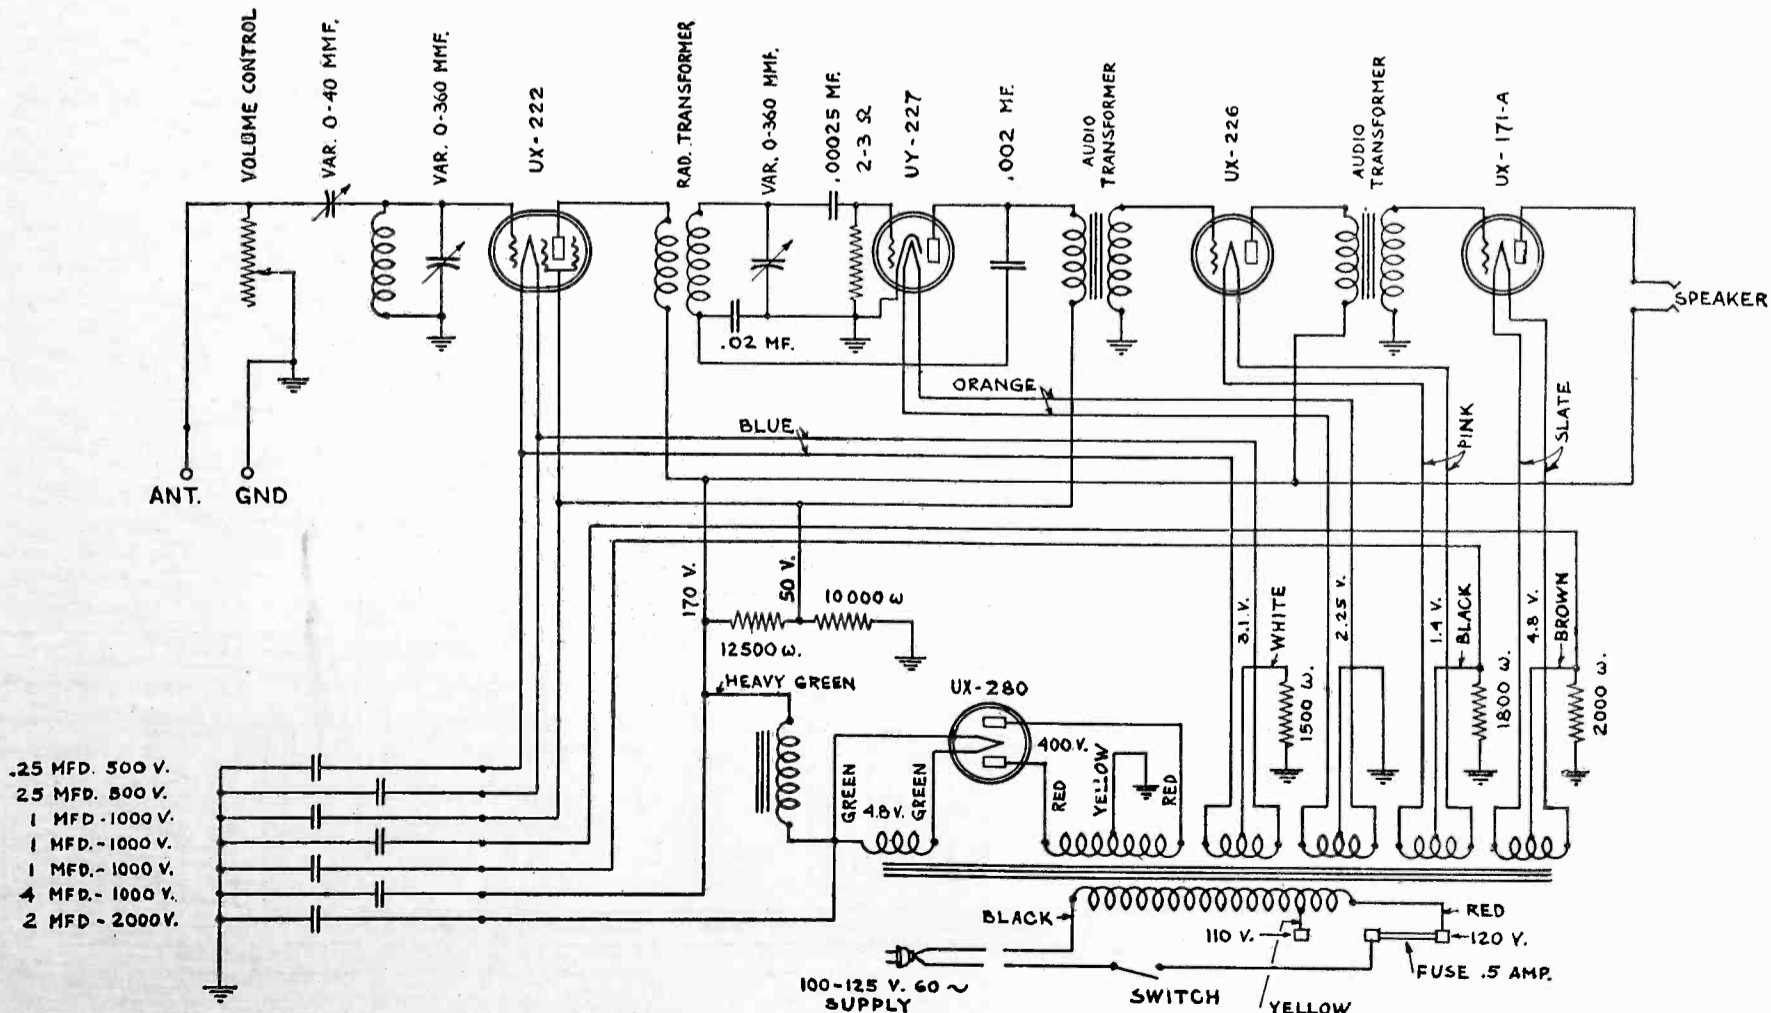 VOLUME CONTROL
VAR. 0-40 MMF.
VAR. 0-360 MMF.
UX-222
RAD. TRANSFORMER
VAR. 0-360 MMF.
.00025 MF.
2-3 Ω
UY-227
.002 MF.
AUDIO
TRANSFORMER
UX-226
AUDIO
TRANSFORMER
UX-171-A
SPEAKER
.02 MF.
ORANGE
BLUE
PINK
SLATE
ANT.
GND
170 V.
50 V.
10000 ω
12500 ω.
3.1 V.
WHITE
2.25 V.
1.4 V.
BLACK
4.8 V.
BROWN
1500 ω.
1800 ω.
2000 ω.
HEAVY GREEN
UX-280
400 V.
GREEN
4.8 V.
GREEN
RED
YELLOW
RED
.25 MFD. 500 V.
25 MFD. 500 V.
1 MFD-1000 V.
1 MFD.-1000 V.
1 MFD.-1000 V.
4 MFD.-1000 V.
2 MFD-2000 V.
BLACK
RED
110 V.
120 V.
FUSE .5 AMP.
100-125 V. 60 ~
SUPPLY
SWITCH
YELLOW